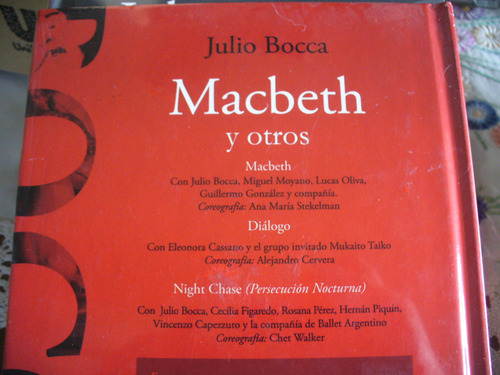 Julio Bocca
Macbeth
y otros
Macbeth
Con Julio Bocca, Miguel Moyano, Lucas Oliva,
Guillermo González y compañía.
Coreografía: Ana María Stekelman
Diálogo
Con Eleonora Cassano y el grupo invitado Mukaito Taiko
Coreografía: Alejandro Cervera
Night Chase (Persecución Nocturna)
Con Julio Bocca, Cecilia Figaredo, Rosana Pérez, Hernán Piquin,
Vincenzo Capezzuto y la compañía de Ballet Argentino
Coreografía: Chet Walker